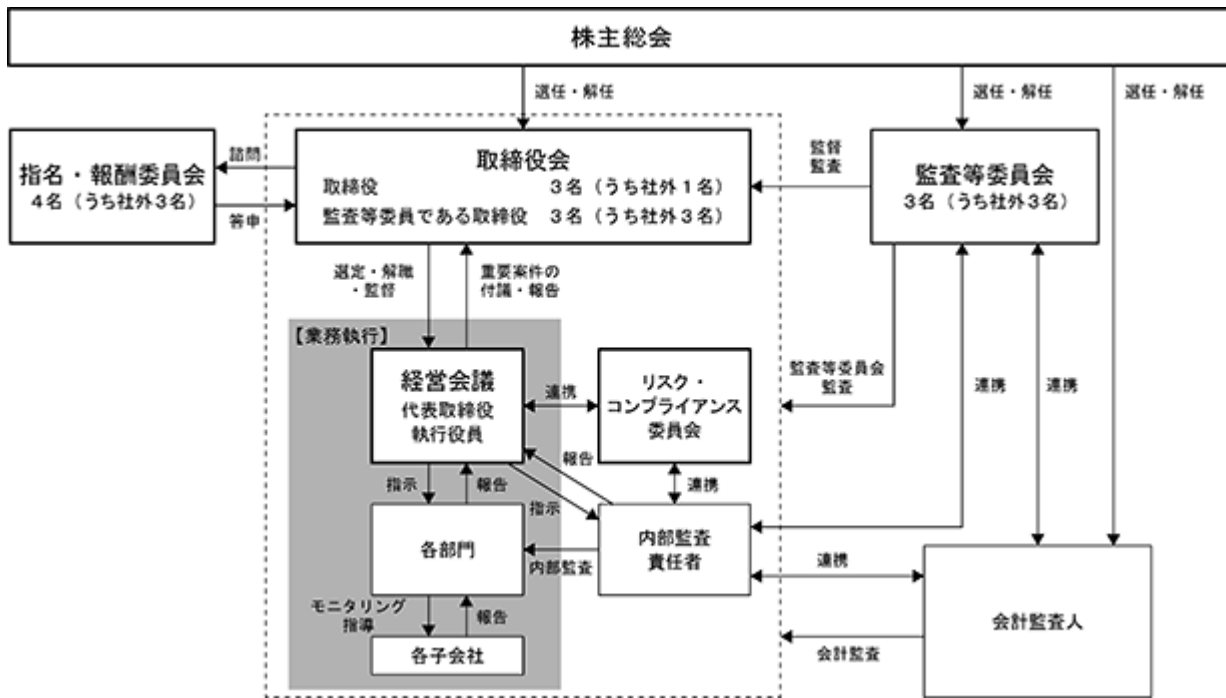 株主総会
選任・解任
選任・解任
選任・解任
指名・報酬委員会
4名(うち社外3名)
諮問
答申
取締役会
取締役 3名(うち社外1名)
監査等委員である取締役 3名(うち社外3名)
監督
監査
監査等委員会
3名(うち社外3名)
選定・解職
・監督
重要案件の
付議・報告
【業務執行】
経営会議
代表取締役
執行役員
連携
リスク・
コンプライアンス
委員会
監査等委員会
監査
連携
連携
指示
報告
報告
指示
連携
各部門
内部監査
内部監査
責任者
連携
モニタリング
指導
報告
各子会社
会計監査
会計監査人